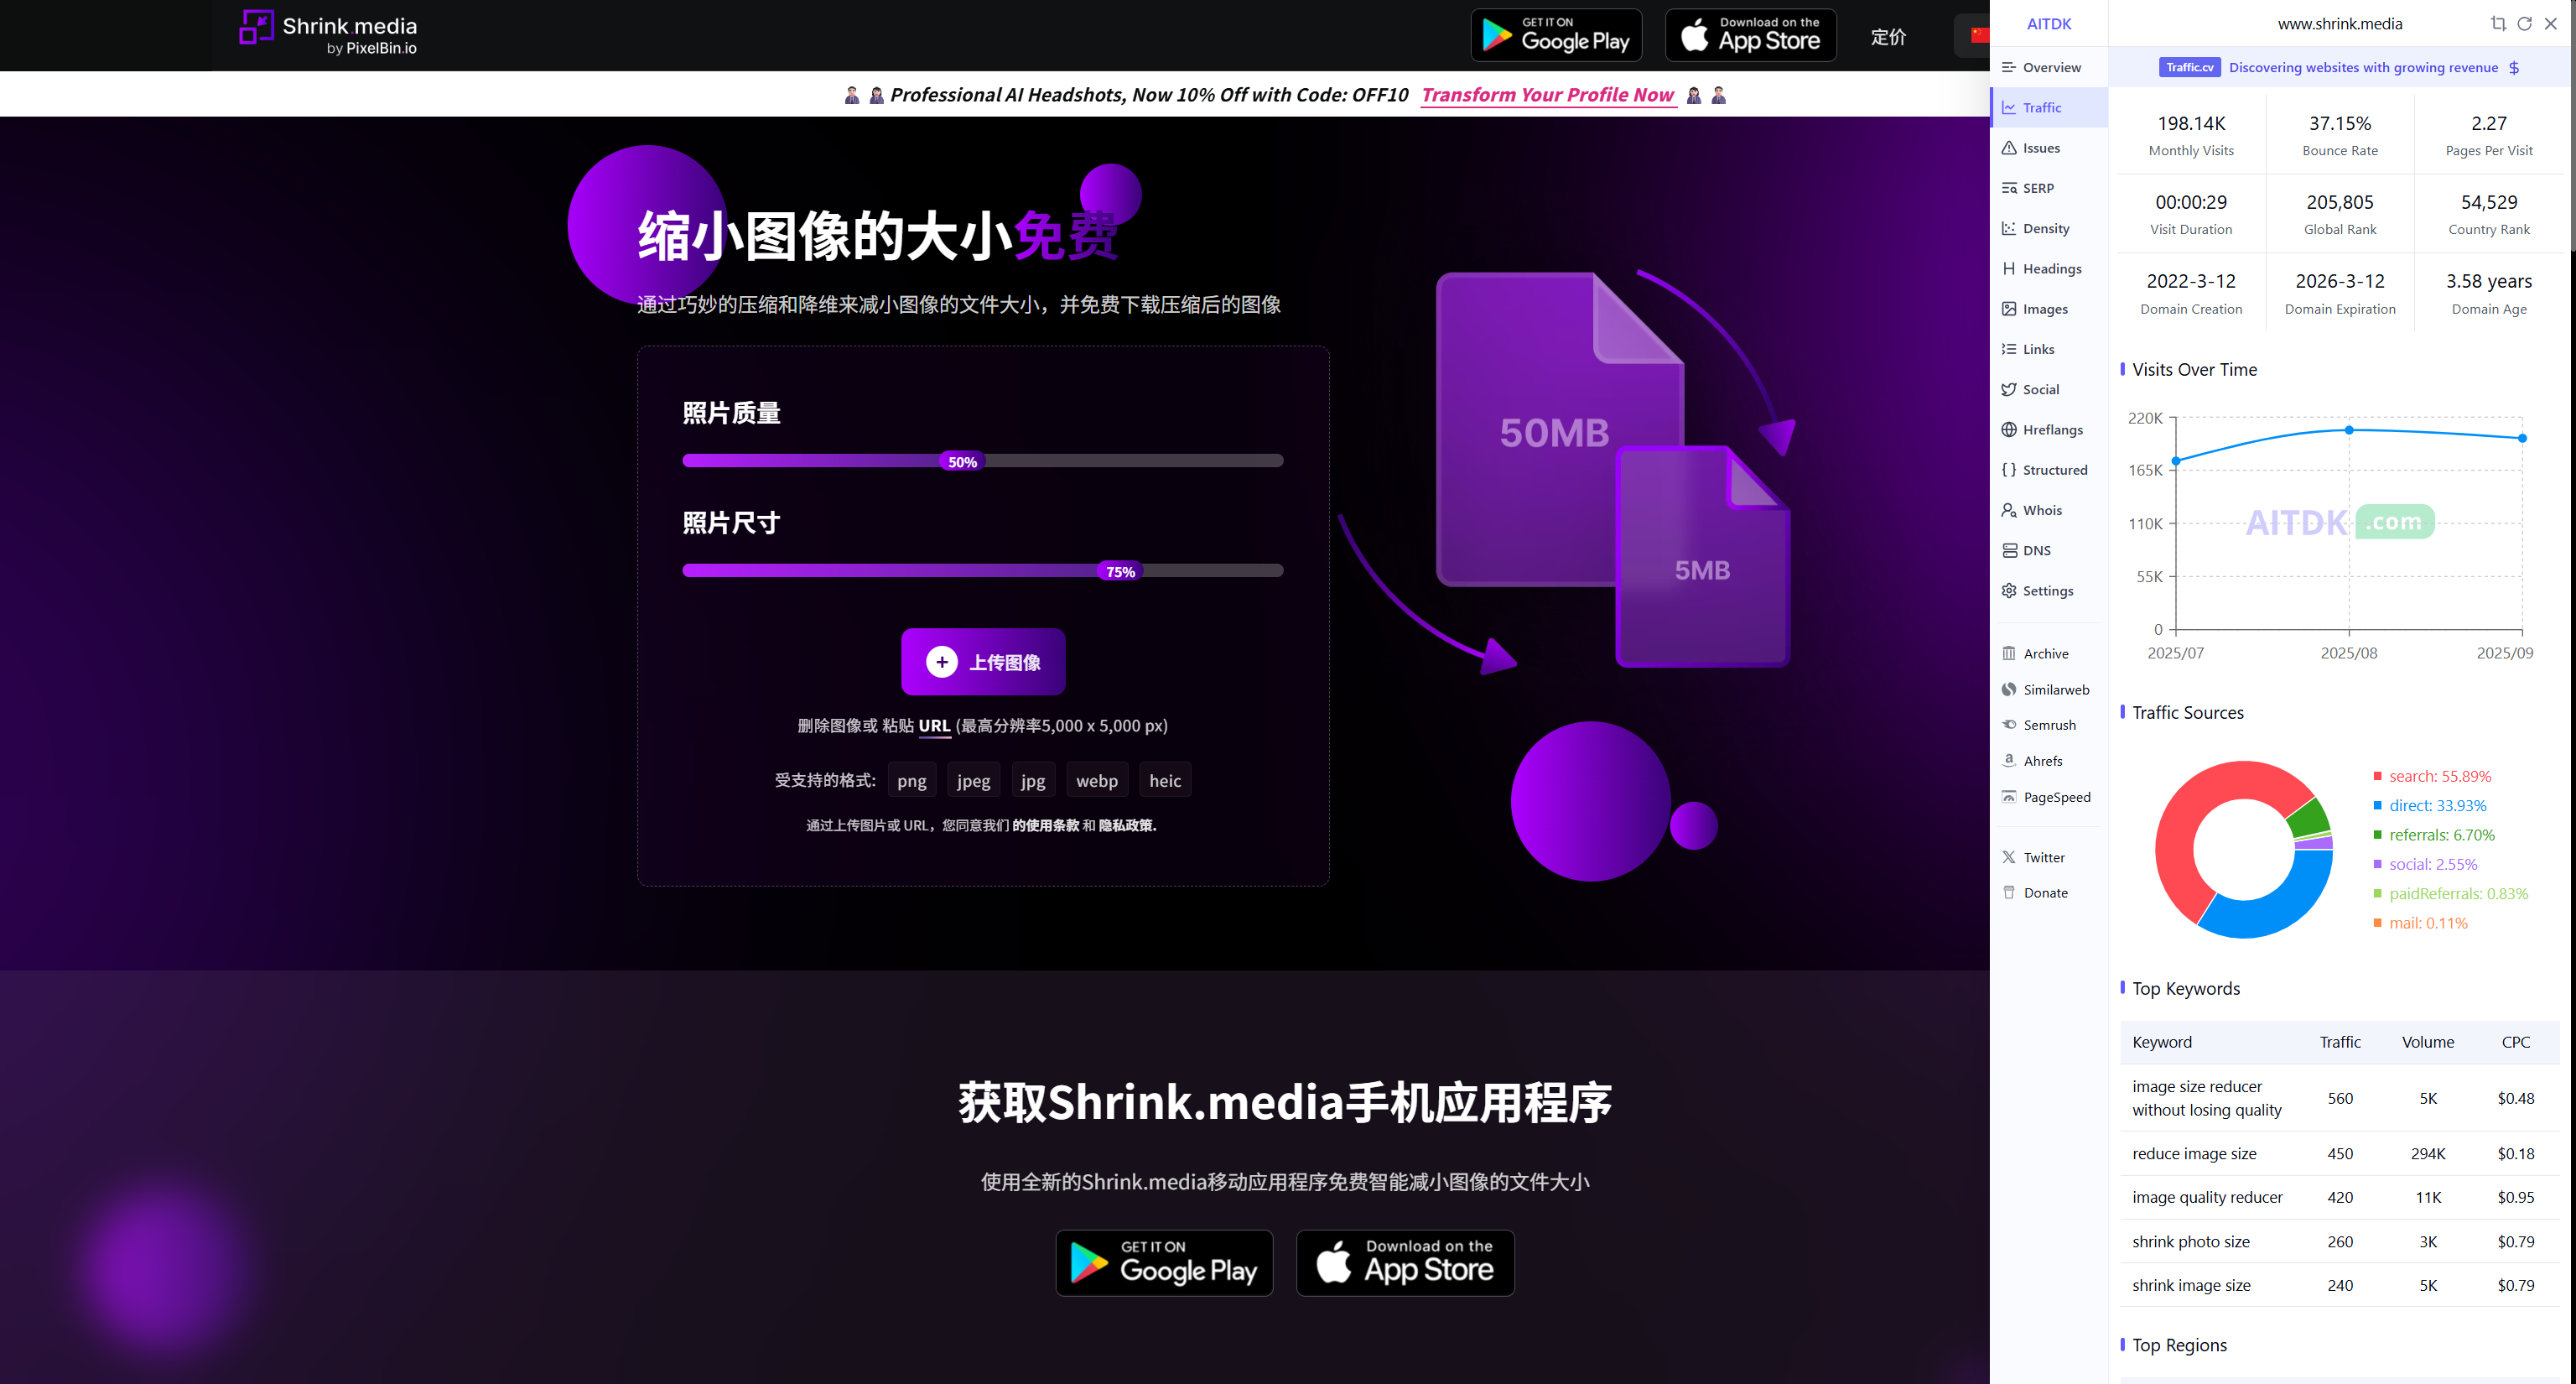 Shrink.media
by PixelBin.io
GET IT ON
Google Play
Download on the
App Store
定价
Professional AI Headshots, Now 10% Off with Code: OFF10 Transform Your Profile Now
缩小图像的大小免费
通过巧妙的压缩和降维来减小图像的文件大小，并免费下载压缩后的图像
照片质量
50%
照片尺寸
75%
上传图像
删除图像或 粘贴 URL (最高分辨率5,000 x 5,000 px)
受支持的格式: png jpeg jpg webp heic
通过上传图片或 URL，您同意我们 的使用条款 和 隐私政策.
50MB
5MB
获取Shrink.media手机应用程序
使用全新的Shrink.media移动应用程序免费智能减小图像的文件大小
GET IT ON
Google Play
Download on the
App Store
AITDK
Overview
Traffic
Issues
SERP
Density
Headings
Images
Links
Social
Hreflangs
Structured
Whois
DNS
Settings
Archive
Similarweb
Semrush
Ahrefs
PageSpeed
Twitter
Donate
www.shrink.media
Traffic.cv Discovering websites with growing revenue
198.14K 37.15% 2.27
Monthly Visits Bounce Rate Pages Per Visit
00:00:29 205,805 54,529
Visit Duration Global Rank Country Rank
2022-3-12 2026-3-12 3.58 years
Domain Creation Domain Expiration Domain Age
Visits Over Time
220K
165K
110K
55K
0
2025/07 2025/08 2025/09
AITDK .com
Traffic Sources
search: 55.89%
direct: 33.93%
referrals: 6.70%
social: 2.55%
paidReferrals: 0.83%
mail: 0.11%
Top Keywords
Keyword Traffic Volume CPC
image size reducer without losing quality 560 5K $0.48
reduce image size 450 294K $0.18
image quality reducer 420 11K $0.95
shrink photo size 260 3K $0.79
shrink image size 240 5K $0.79
Top Regions